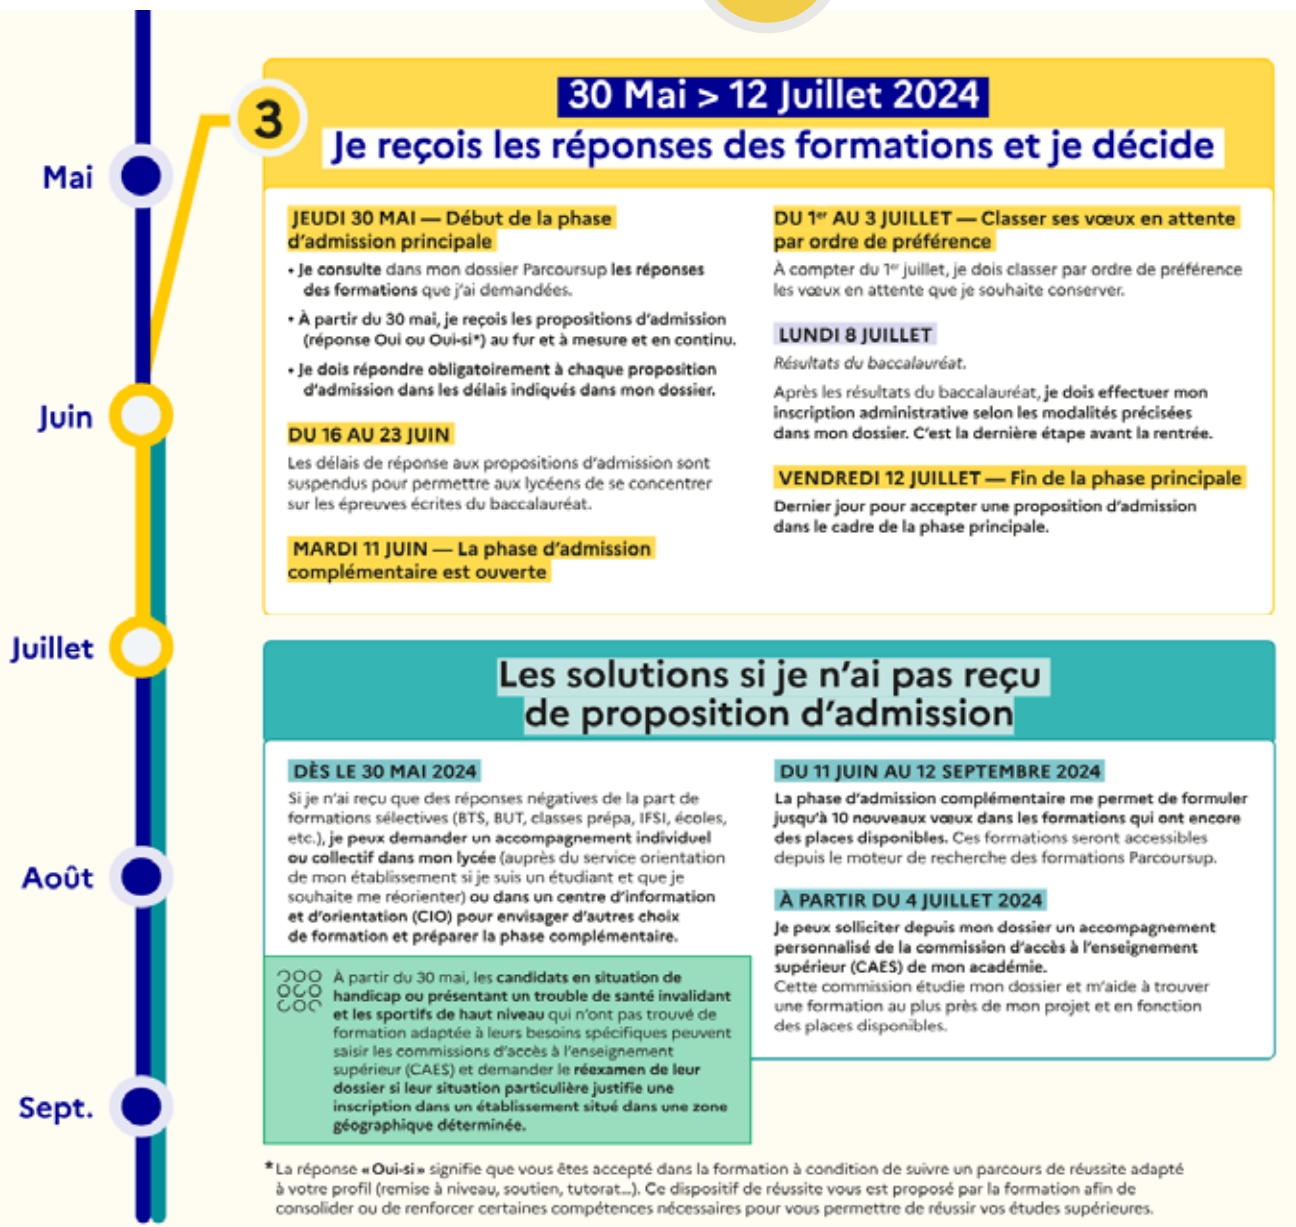 Mai
Juin
Juillet
Août
Sept.
3
30 Mai > 12 Juillet 2024
Je reçois les réponses des formations et je décide
JEUDI 30 MAI — Début de la phase
d'admission principale
• Je consulte dans mon dossier Parcoursup les réponses
des formations que j'ai demandées.
• À partir du 30 mai, je reçois les propositions d'admission
(réponse Oui ou Oui-si*) au fur et à mesure et en continu.
• Je dois répondre obligatoirement à chaque proposition
d'admission dans les délais indiqués dans mon dossier.
DU 16 AU 23 JUIN
Les délais de réponse aux propositions d'admission sont
suspendus pour permettre aux lycéens de se concentrer
sur les épreuves écrites du baccalauréat.
MARDI 11 JUIN — La phase d'admission
complémentaire est ouverte
DU 1er AU 3 JUILLET — Classer ses vœux en attente
par ordre de préférence
À compter du 1er juillet, je dois classer par ordre de préférence
les vœux en attente que je souhaite conserver.
LUNDI 8 JUILLET
Résultats du baccalauréat.
Après les résultats du baccalauréat, je dois effectuer mon
inscription administrative selon les modalités précisées
dans mon dossier. C'est la dernière étape avant la rentrée.
VENDREDI 12 JUILLET — Fin de la phase principale
Dernier jour pour accepter une proposition d'admission
dans le cadre de la phase principale.
Les solutions si je n'ai pas reçu
de proposition d'admission
DÈS LE 30 MAI 2024
Si je n'ai reçu que des réponses négatives de la part de
formations sélectives (BTS, BUT, classes prépa, IFSI, écoles,
etc.), je peux demander un accompagnement individuel
ou collectif dans mon lycée (auprès du service orientation
de mon établissement si je suis un étudiant et que je
souhaite me réorienter) ou dans un centre d'information
et d'orientation (CIO) pour envisager d'autres choix
de formation et préparer la phase complémentaire.
À partir du 30 mai, les candidats en situation de
handicap ou présentant un trouble de santé invalidant
et les sportifs de haut niveau qui n'ont pas trouvé de
formation adaptée à leurs besoins spécifiques peuvent
saisir les commissions d'accès à l'enseignement
supérieur (CAES) et demander le réexamen de leur
dossier si leur situation particulière justifie une
inscription dans un établissement situé dans une zone
géographique déterminée.
DU 11 JUIN AU 12 SEPTEMBRE 2024
La phase d'admission complémentaire me permet de formuler
jusqu'à 10 nouveaux vœux dans les formations qui ont encore
des places disponibles. Ces formations seront accessibles
depuis le moteur de recherche des formations Parcoursup.
À PARTIR DU 4 JUILLET 2024
Je peux solliciter depuis mon dossier un accompagnement
personnalisé de la commission d'accès à l'enseignement
supérieur (CAES) de mon académie.
Cette commission étudie mon dossier et m'aide à trouver
une formation au plus près de mon projet et en fonction
des places disponibles.
* La réponse « Oui-si » signifie que vous êtes accepté dans la formation à condition de suivre un parcours de réussite adapté
à votre profil (remise à niveau, soutien, tutorat...). Ce dispositif de réussite vous est proposé par la formation afin de
consolider ou de renforcer certaines compétences nécessaires pour vous permettre de réussir vos études supérieures.